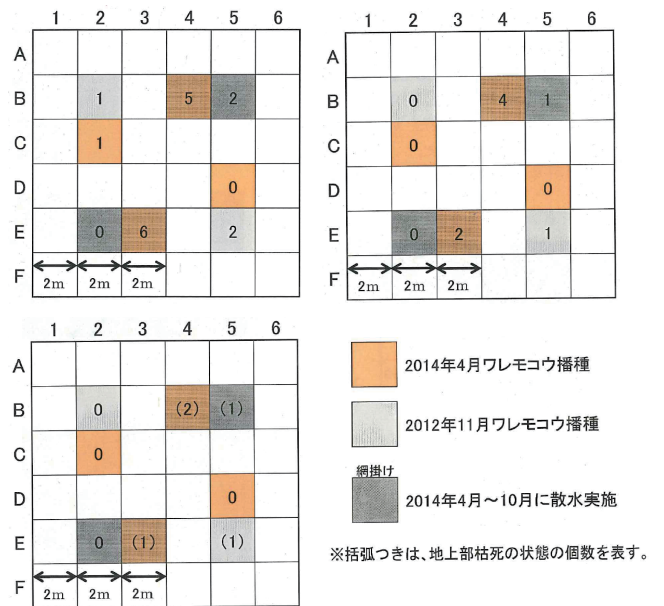 1 2 3 4 5 6
A
B 1 5 2
C 1
D 0
E 0 6 2
F
2m 2m 2m
1 2 3 4 5 6
A
B 0 4 1
C 0
D 0
E 0 2 1
F
2m 2m 2m
1 2 3 4 5 6
A
B 0 (2) (1)
C 0
D 0
E 0 (1) (1)
F
2m 2m 2m
2014年4月ワレモコウ播種
2012年11月ワレモコウ播種
網掛け
2014年4月～10月に散水実施
※括弧つきは、地上部枯死の状態の個数を表す。